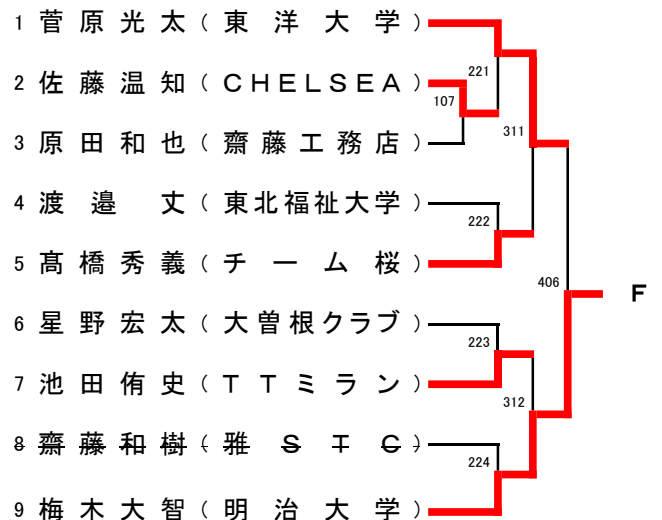 1 菅原光太(東洋大学)
221
2 佐藤温知(CHELSEA)
107
3 原田和也(齋藤工務店)
311
4 渡邉 丈(東北福祉大学)
222
5 髙橋秀義(チーム桜)
406 F
6 星野宏太(大曽根クラブ)
223
7 池田侑史(TTミラン)
312
8 齋藤和樹(雅STC)
224
9 梅木大智(明治大学)